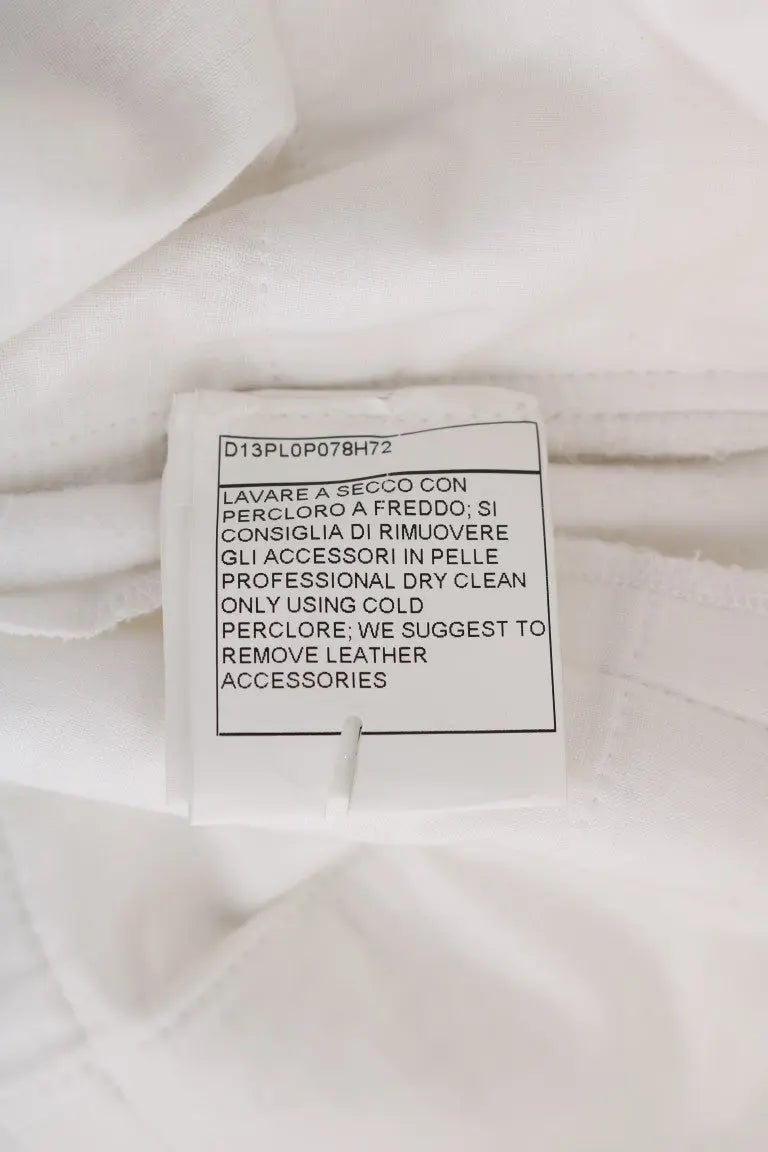 D13PL0P078H72
LAVARE A SECCO CON
PERCLORO A FREDDO; SI
CONSIGLIA DI RIMUOVERE
GLI ACCESSORI IN PELLE
PROFESSIONAL DRY CLEAN
ONLY USING COLD
PERCLORE; WE SUGGEST TO
REMOVE LEATHER
ACCESSORIES